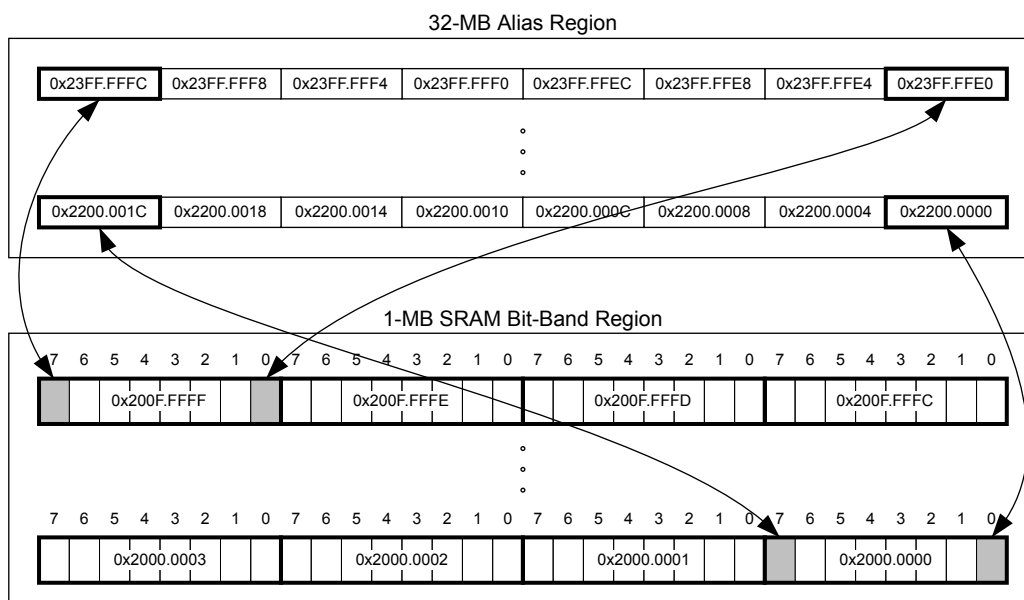 32-MB Alias Region
0x23FF.FFFC 0x23FF.FFF8 0x23FF.FFF4 0x23FF.FFF0 0x23FF.FFEC 0x23FF.FFE8 0x23FF.FFE4 0x23FF.FFE0
0x2200.001C 0x2200.0018 0x2200.0014 0x2200.0010 0x2200.000C 0x2200.0008 0x2200.0004 0x2200.0000
1-MB SRAM Bit-Band Region
7 6 5 4 3 2 1 0 7 6 5 4 3 2 1 0 7 6 5 4 3 2 1 0 7 6 5 4 3 2 1 0
0x200F.FFFF 0x200F.FFFE 0x200F.FFFD 0x200F.FFFC
7 6 5 4 3 2 1 0 7 6 5 4 3 2 1 0 7 6 5 4 3 2 1 0 7 6 5 4 3 2 1 0
0x2000.0003 0x2000.0002 0x2000.0001 0x2000.0000